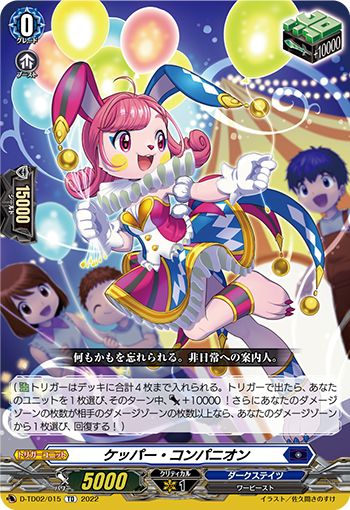 0
グレード
ブースト
治
+10000
15000
シールド
何もかもを忘れられる。非日常への案内人。
(治トリガーはデッキに合計4枚まで入れられる。トリガーで出たら、あなた
のユニットを1枚選び、そのターン中、+10000!さらにあなたのダメージ
ゾーンの枚数が相手のダメージゾーンの枚数以上なら、あなたのダメージゾーン
から1枚選び、回復する!)
トリガーユニット
ケッパー・コンパニオン
パワー
5000
クリティカル
1
ダークステイツ
ワービースト
D-TD02/015 TD 2022
イラスト/佐久間さのすけ